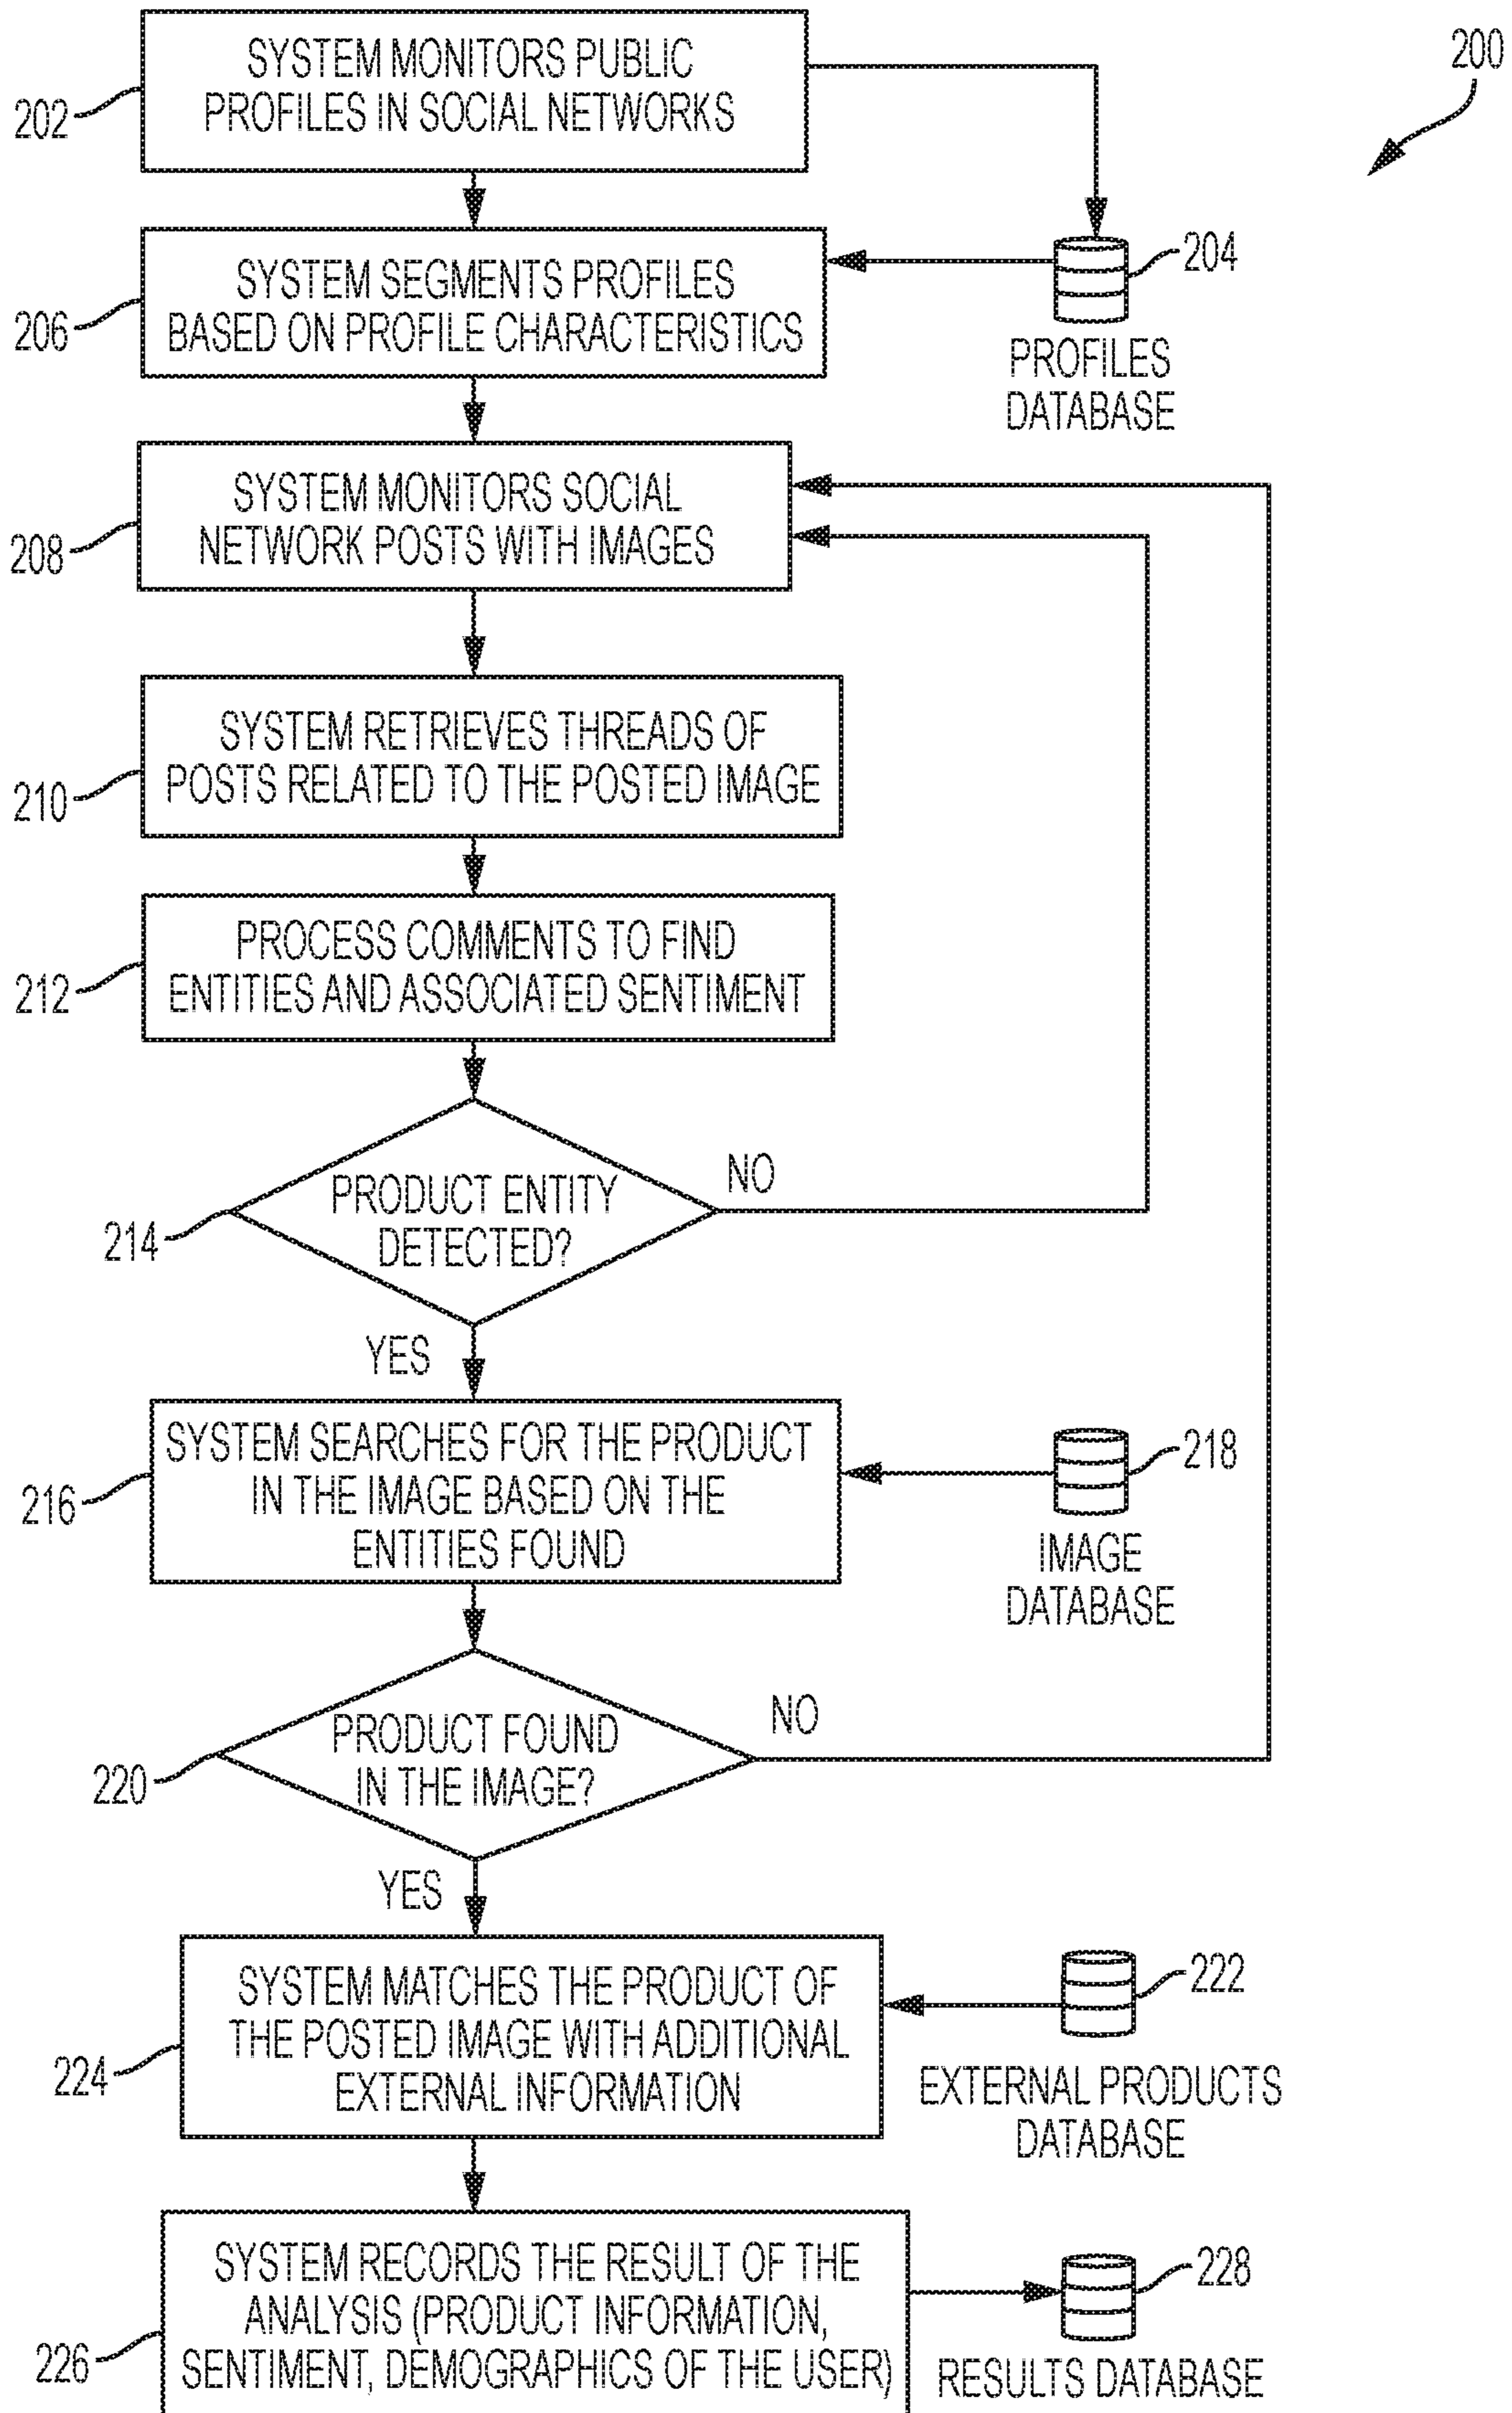 200
SYSTEM MONITORS PUBLIC
PROFILES IN SOCIAL NETWORKS
202
204
PROFILES
DATABASE
SYSTEM SEGMENTS PROFILES
BASED ON PROFILE CHARACTERISTICS
206
SYSTEM MONITORS SOCIAL
NETWORK POSTS WITH IMAGES
208
SYSTEM RETRIEVES THREADS OF
POSTS RELATED TO THE POSTED IMAGE
210
PROCESS COMMENTS TO FIND
ENTITIES AND ASSOCIATED SENTIMENT
212
PRODUCT ENTITY
DETECTED?
214
NO
YES
SYSTEM SEARCHES FOR THE PRODUCT
IN THE IMAGE BASED ON THE
ENTITIES FOUND
216
218
IMAGE
DATABASE
PRODUCT FOUND
IN THE IMAGE?
220
NO
YES
SYSTEM MATCHES THE PRODUCT OF
THE POSTED IMAGE WITH ADDITIONAL
EXTERNAL INFORMATION
224
222
EXTERNAL PRODUCTS
DATABASE
SYSTEM RECORDS THE RESULT OF THE
ANALYSIS (PRODUCT INFORMATION,
SENTIMENT, DEMOGRAPHICS OF THE USER)
226
228
RESULTS DATABASE